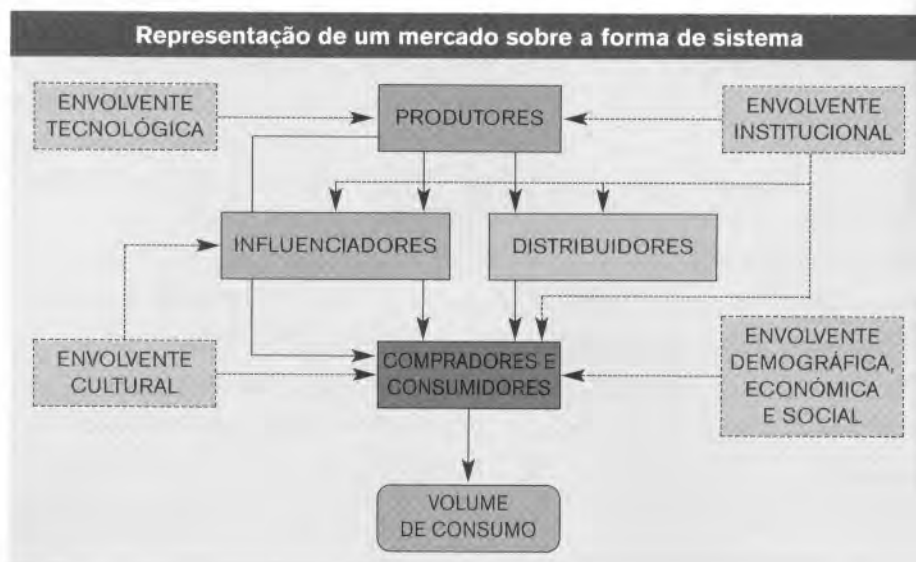 Representação de um mercado sobre a forma de sistema
ENVOLVENTE
TECNOLÓGICA
PRODUTORES
ENVOLVENTE
INSTITUCIONAL
INFLUENCIADORES
DISTRIBUIDORES
ENVOLVENTE
CULTURAL
COMPRADORES E
CONSUMIDORES
ENVOLVENTE
DEMOGRÁFICA,
ECONÓMICA
E SOCIAL
VOLUME
DE CONSUMO